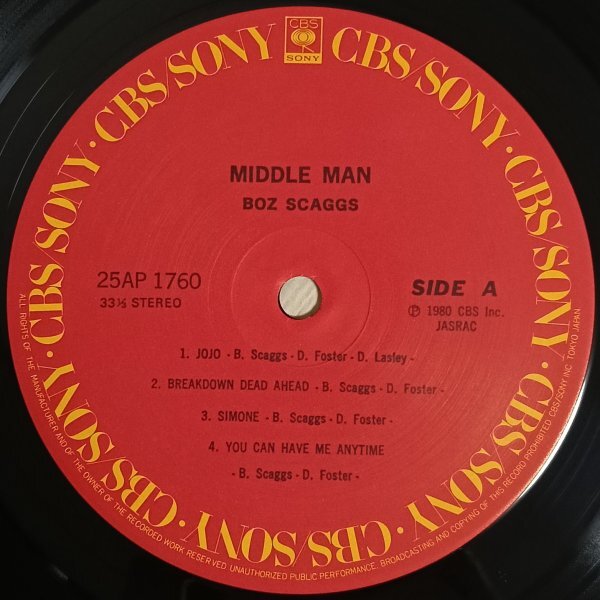 CBS
SONY
CBS/SONY · CBS/SONY · CBS/SONY · CBS/SONY · CBS/SONY · CBS/SONY · CBS/SONY · CBS/SONY
MIDDLE MAN
BOZ SCAGGS
25AP 1760
33⅓ STEREO
SIDE A
Ⓟ 1980 CBS Inc.
JASRAC
1. JOJO - B. Scaggs - D. Foster - D. Lasley -
2. BREAKDOWN DEAD AHEAD - B. Scaggs - D. Foster -
3. SIMONE - B. Scaggs - D. Foster -
4. YOU CAN HAVE ME ANYTIME
- B. Scaggs - D. Foster -
ALL RIGHTS OF THE MANUFACTURER AND OF THE OWNER OF THE RECORDED WORK RESERVED UNAUTHORIZED PUBLIC PERFORMANCE, BROADCASTING AND COPYING OF THIS RECORD PROHIBITED CBS/SONY INC. TOKYO JAPAN.